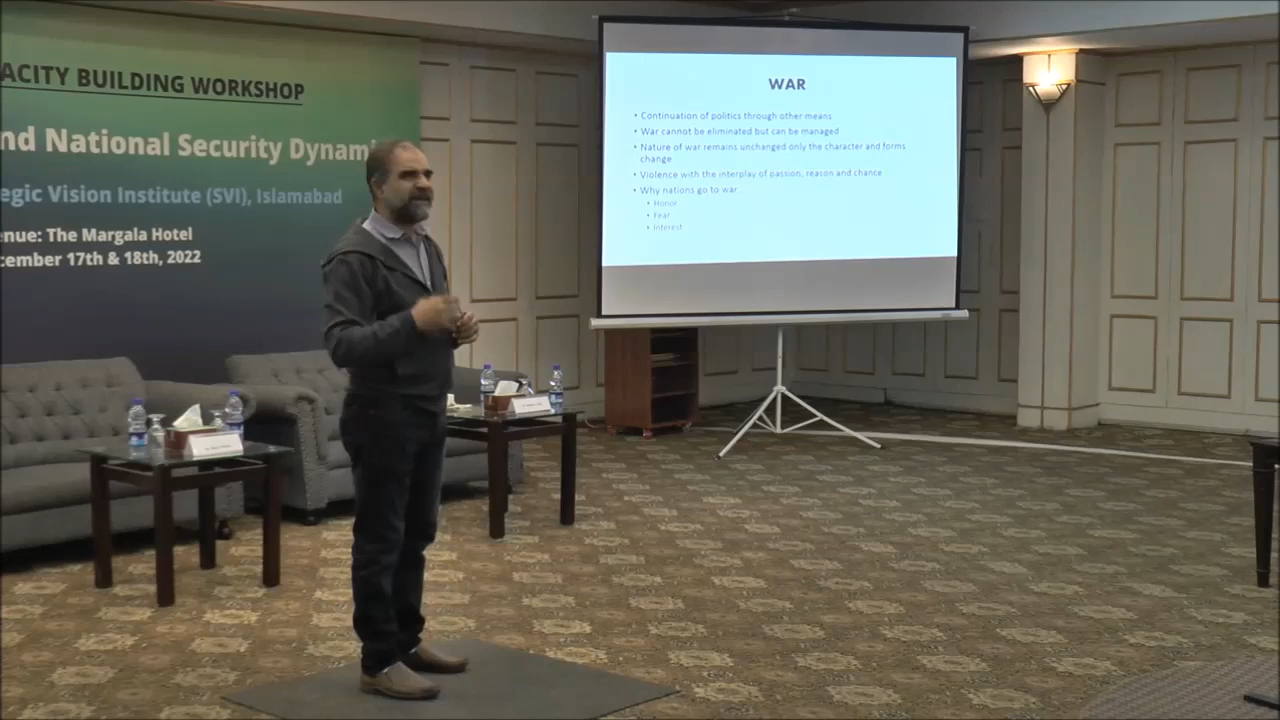 ACITY BUILDING WORKSHOP
nd National Security Dynami
egic Vision Institute (SVI), Islamabad
enue: The Margala Hotel
cember 17th & 18th, 2022
WAR
• Continuation of politics through other means
• War cannot be eliminated but can be managed
• Nature of war remains unchanged only the character and forms
change
• Violence with the interplay of passion, reason and chance
• Why nations go to war
• Honor
• Fear
• Interest